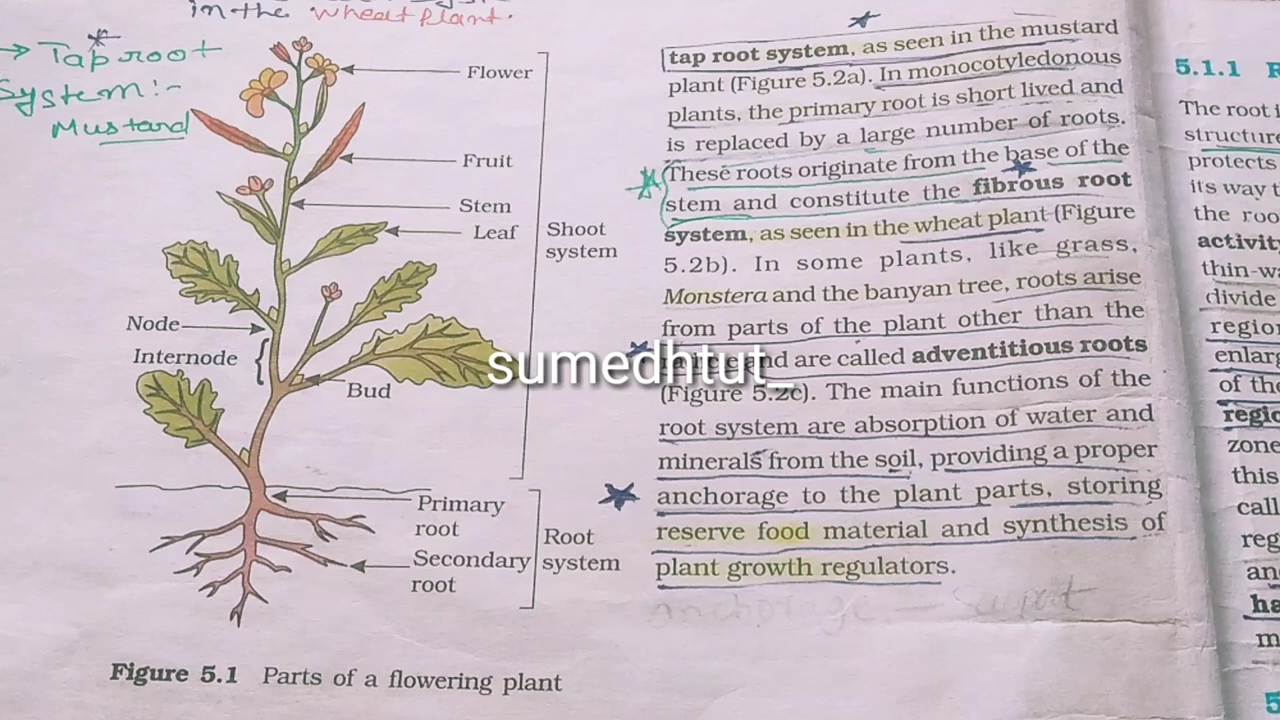 in the wheat plant.
→ Tap root
System:-
Mustard
Flower
Fruit
Stem
Leaf
Shoot
system
Node
Internode
Bud
Primary
root
Secondary
root
Root
system
Figure 5.1 Parts of a flowering plant
tap root system, as seen in the mustard
plant (Figure 5.2a). In monocotyledonous
plants, the primary root is short lived and
is replaced by a large number of roots.
These roots originate from the base of the
stem and constitute the fibrous root
system, as seen in the wheat plant (Figure
5.2b). In some plants, like grass,
Monstera and the banyan tree, roots arise
from parts of the plant other than the
and are called adventitious roots
(Figure 5.2c). The main functions of the
root system are absorption of water and
minerals from the soil, providing a proper
anchorage to the plant parts, storing
reserve food material and synthesis of
plant growth regulators.
anchorage —
sumedhtut_
5.1.1 R
The root i
structure
protects
its way t
the roo
activit
thin-wa
divide
region
enlarg
of the
regio
zone
this
call
reg
an
ha
m
5